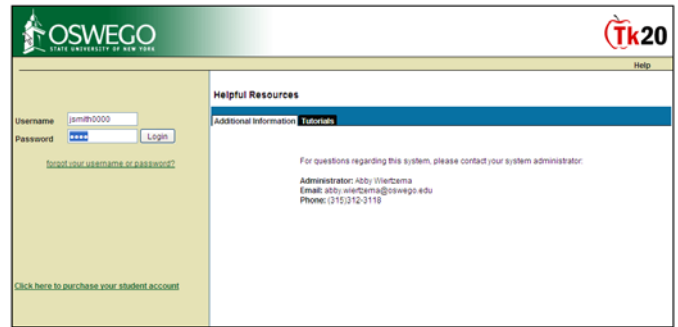 OSWEGO
STATE UNIVERSITY OF NEW YORK
Tk20
Help
Helpful Resources
Additional Information Tutorials
Username jsmith0000
Password •••• Login
forgot your username or password?
For questions regarding this system, please contact your system administrator:
Administrator: Abby Wiertzema
Email: abby.wiertzema@oswego.edu
Phone: (315)312-3118
Click here to purchase your student account